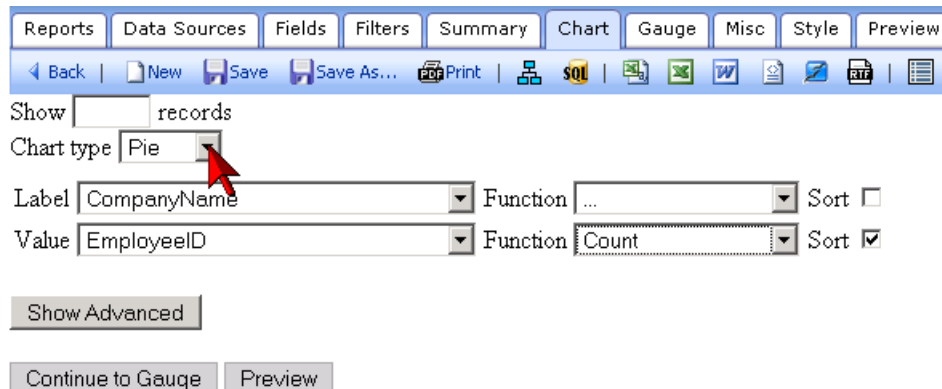 Reports Data Sources Fields Filters Summary Chart Gauge Misc Style Preview
Back | New Save Save As... PDF Print | SQL | RTF |
Show records
Chart type Pie
Label CompanyName Function ... Sort
Value EmployeeID Function Count Sort
Show Advanced
Continue to Gauge Preview